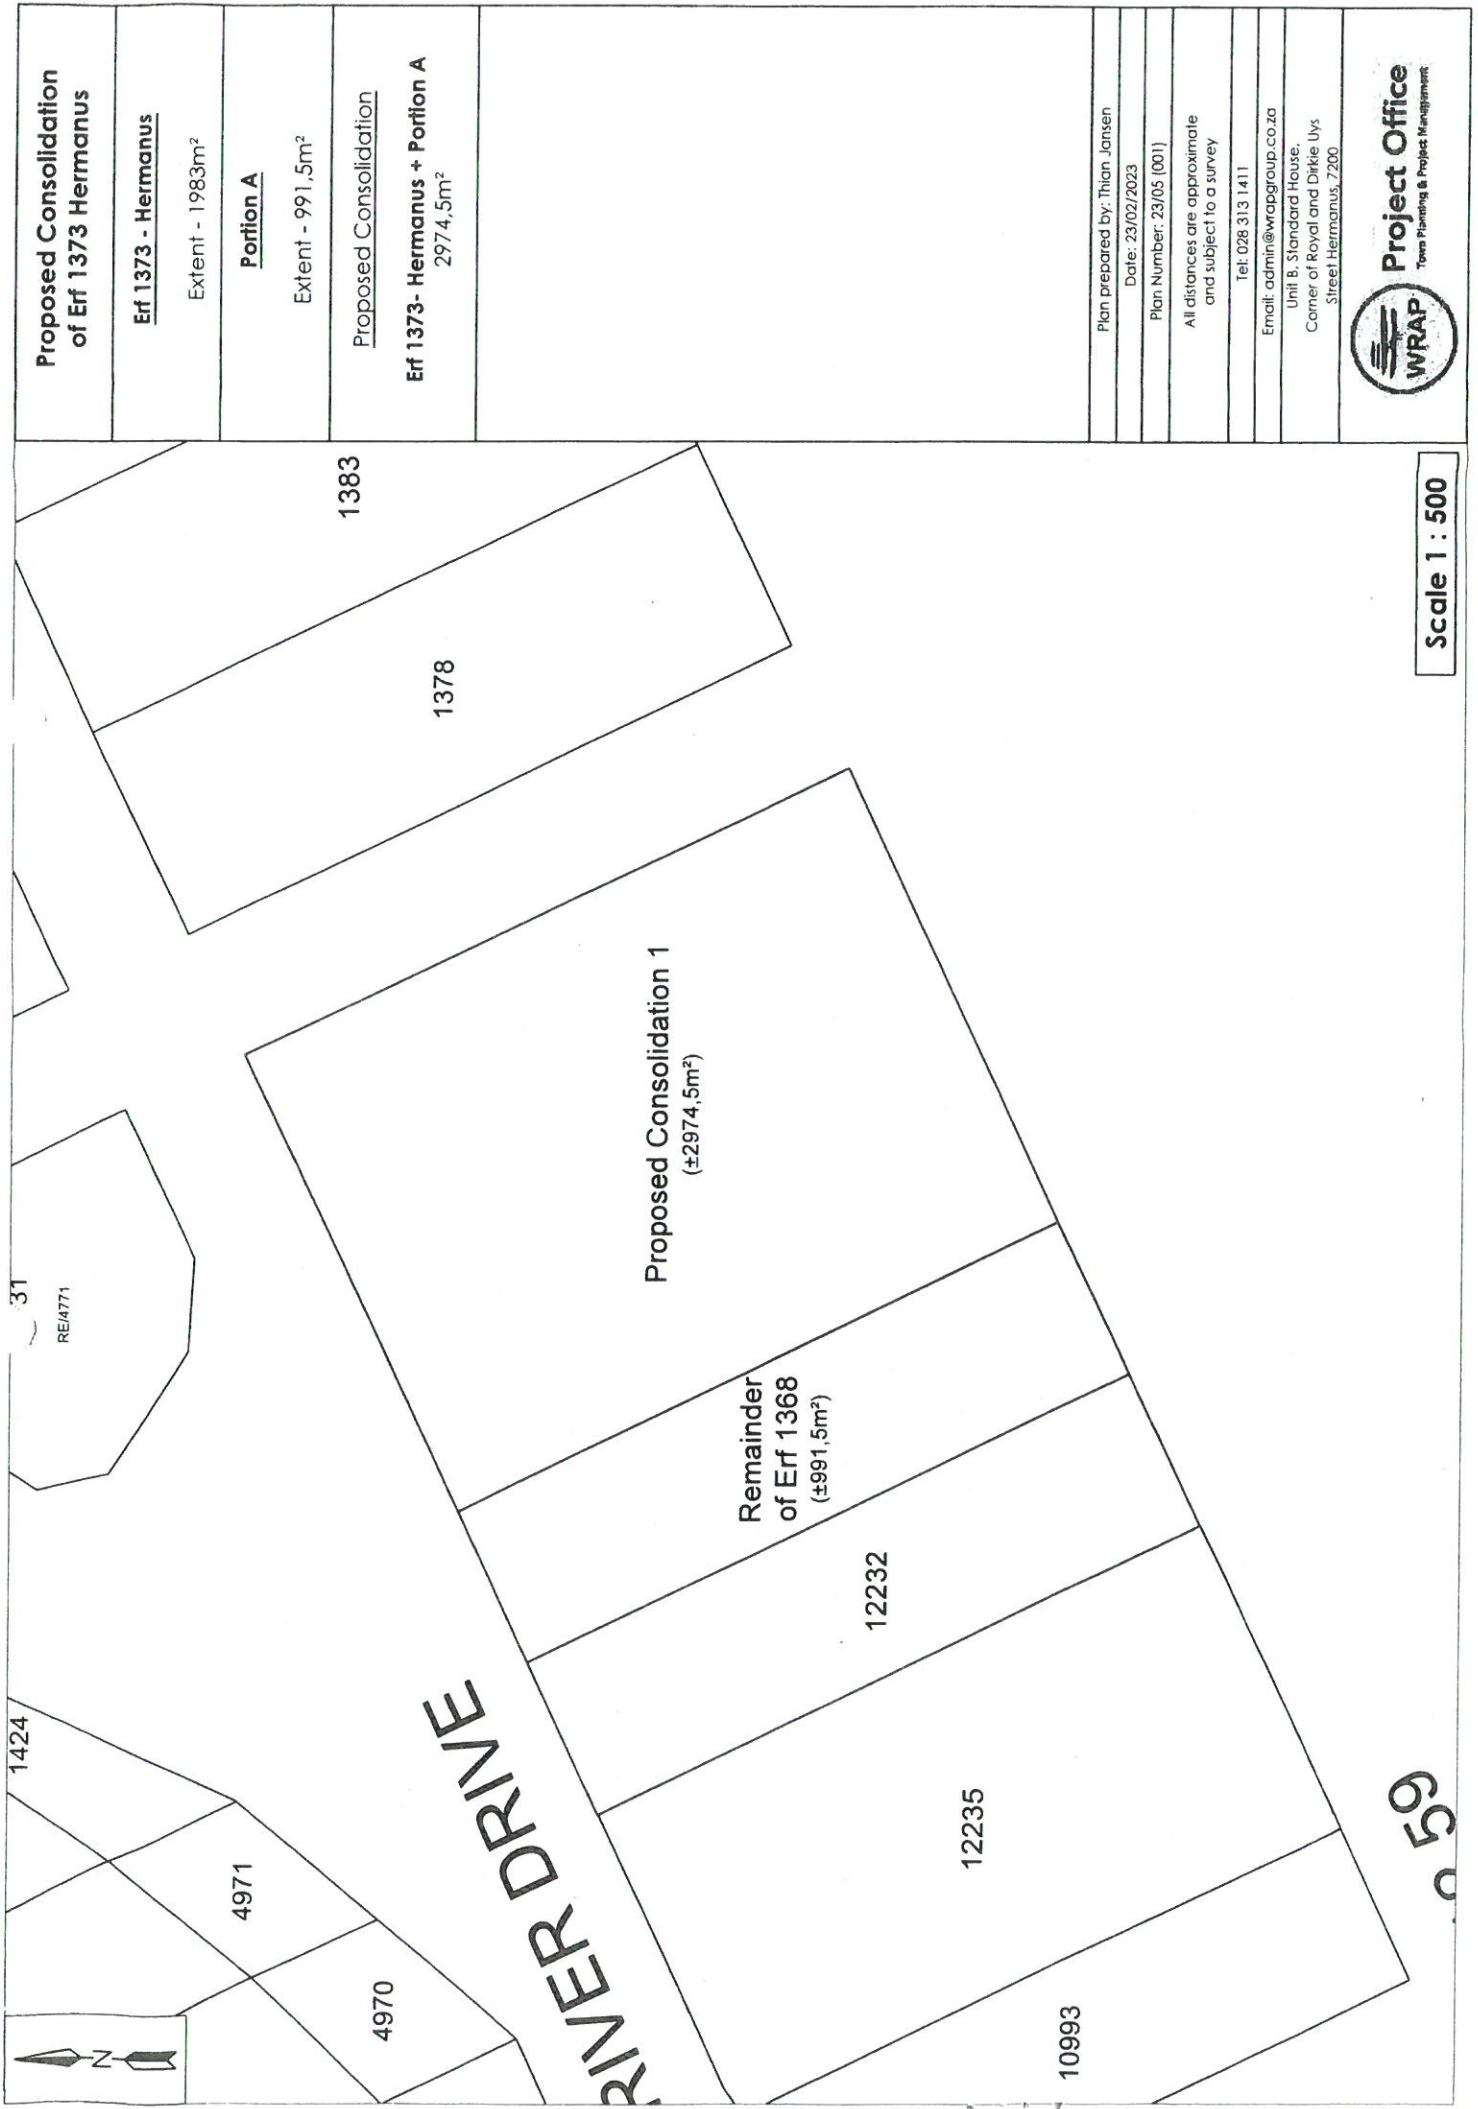 Proposed Consolidation
of Erf 1373 Hermanus
Erf 1373 - Hermanus
Extent - 1983m²
Portion A
Extent - 991,5m²
Proposed Consolidation
Erf 1373- Hermanus + Portion A
2974,5m²
Plan prepared by: Thian Jansen
Date: 23/02/2023
Plan Number: 23/05 (001)
All distances are approximate
and subject to a survey
Tel: 028 313 1411
Email: admin@wrapgroup.co.za
Unit B, Standard House,
Corner of Royal and Dirkie Uys
Street Hermanus, 7200
WRAP
Project Office
Town Planning & Project Management
N
1424
31
RE/4771
4971
4970
1383
1378
RIVER DRIVE
Proposed Consolidation 1
(±2974,5m²)
Remainder
of Erf 1368
(±991,5m²)
12232
12235
10993
59
Scale 1 : 500